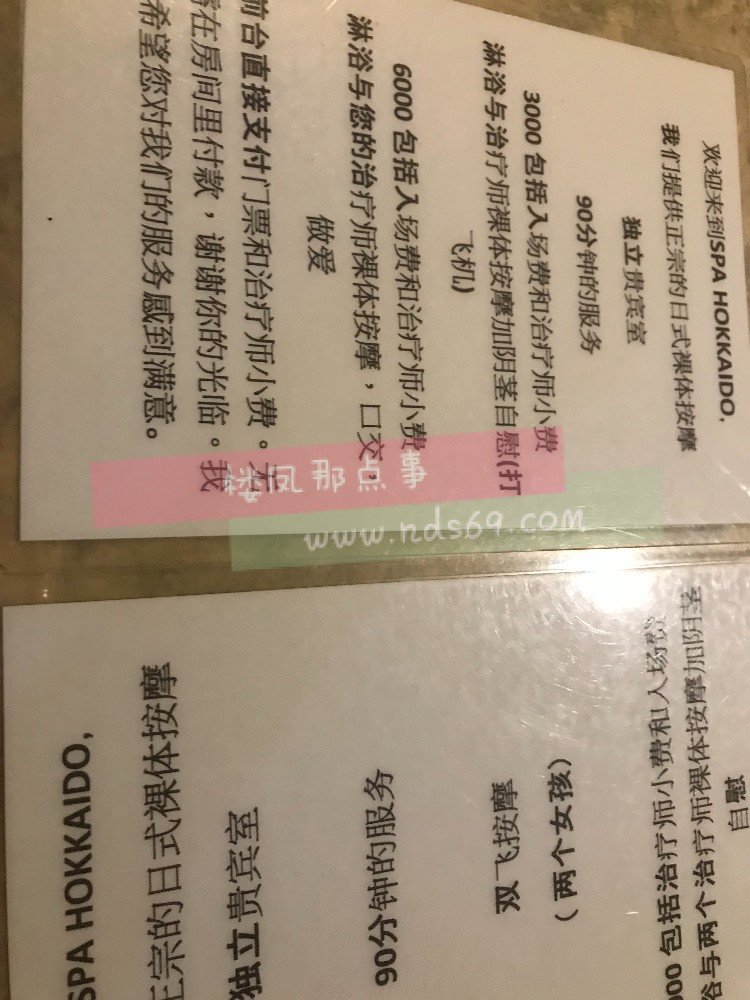 欢迎来到SPA HOKKAIDO,
我们提供正宗的日式裸体按摩
独立贵宾室
90分钟的服务
3000 包括入场费和治疗师小费
淋浴与治疗师裸体按摩加阴茎自慰(打
飞机)
6000 包括入场费和治疗师小费
淋浴与您的治疗师裸体按摩，口交，
做爱
前台直接支付门票和治疗师小费。无
在房间里付款，谢谢你的光临。我
希望您对我们的服务感到满意。
楼凤那点事
www.nds69.com
SPA HOKKAIDO,
正宗的日式裸体按摩
独立贵宾室
90分钟的服务
双飞按摩
(两个女孩)
00 包括治疗师小费和入场费
浴与两个治疗师裸体按摩加阴茎
自慰